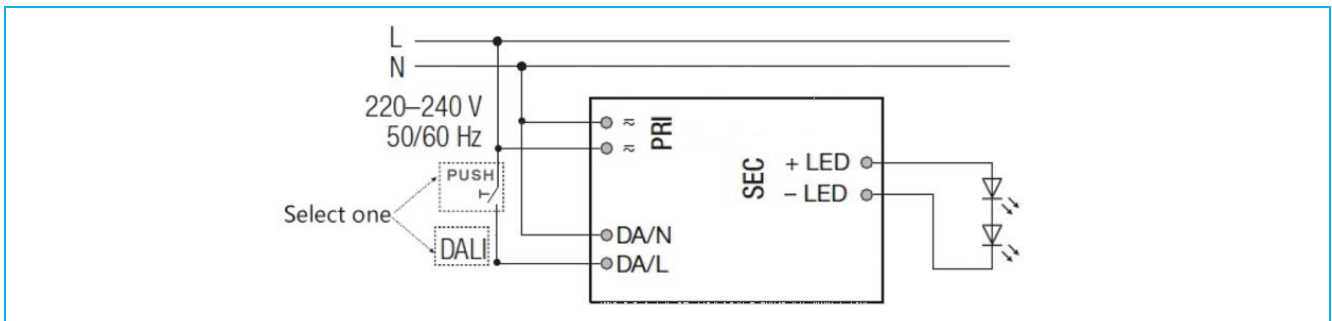 L
N
220–240 V
50/60 Hz
PUSH
Select one
DALI
≂ PRI
≂
SEC
+ LED
– LED
DA/N
DA/L